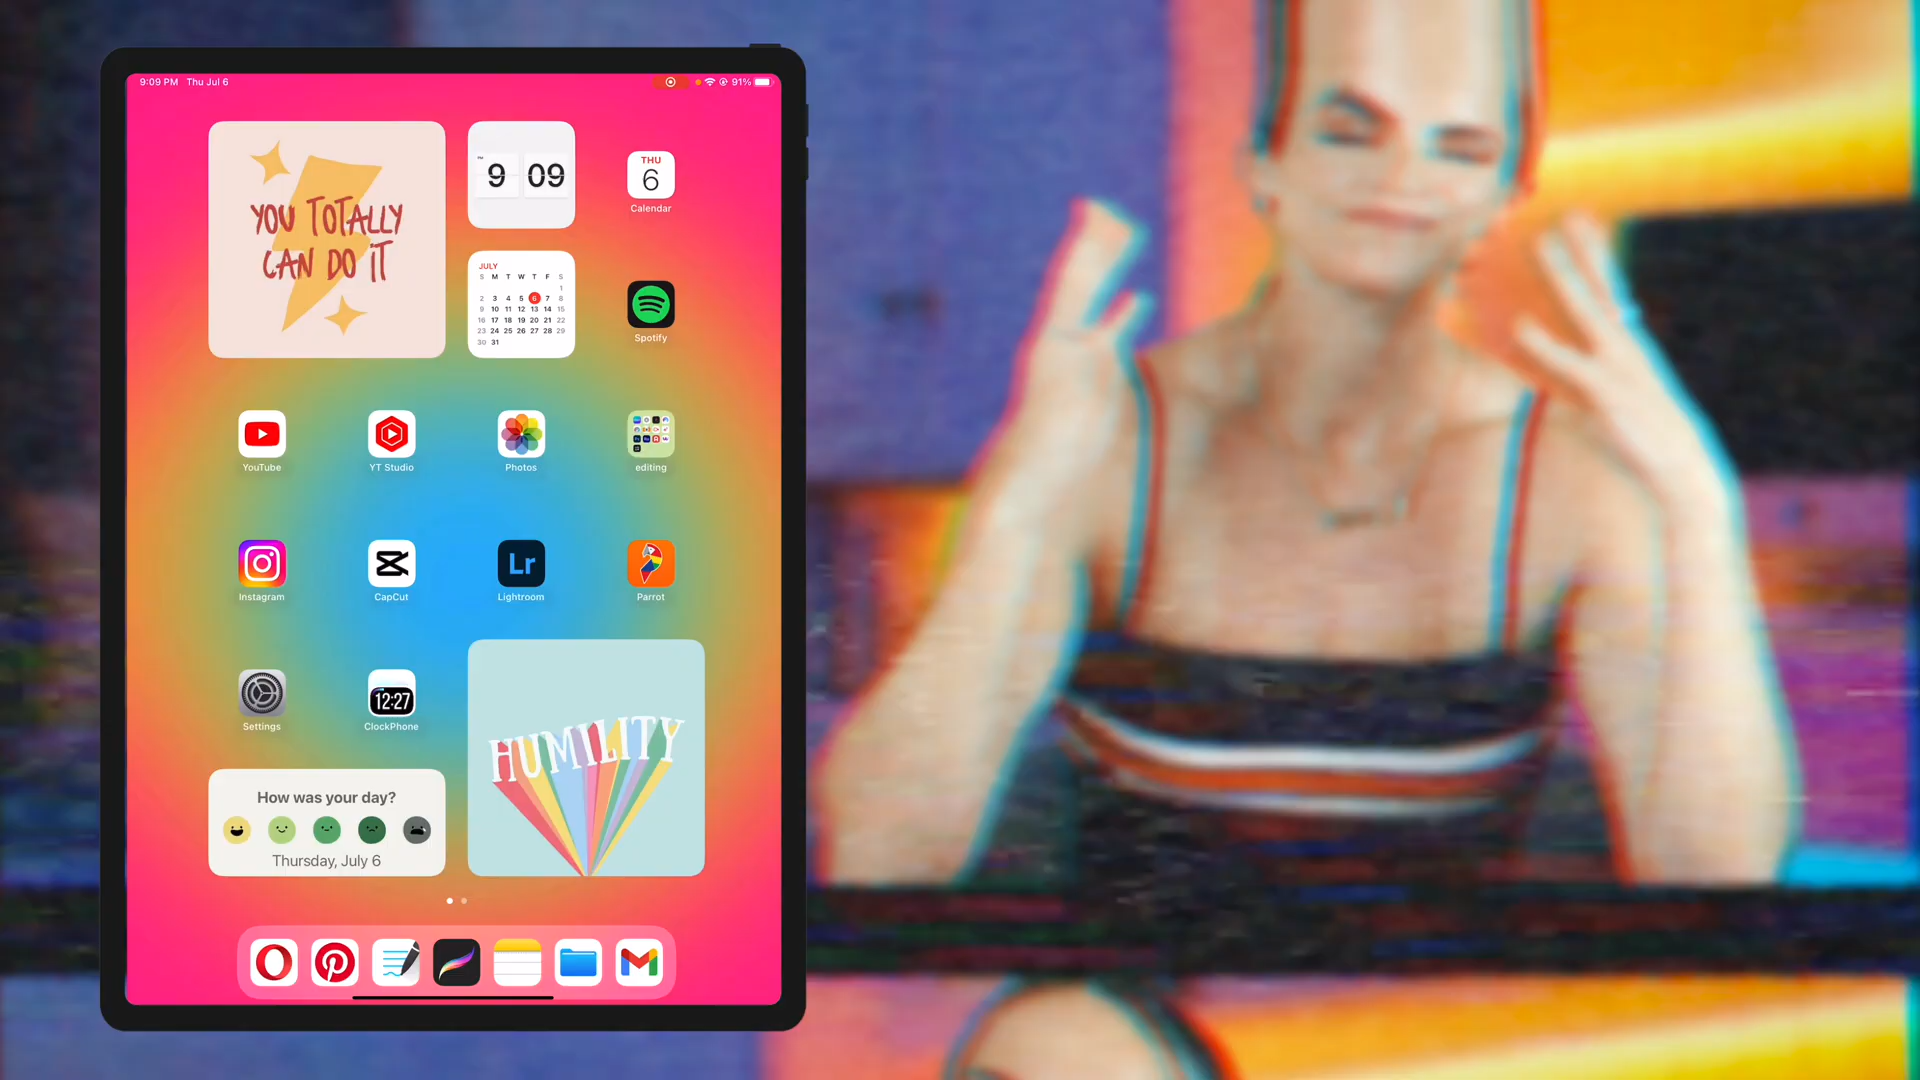 9:09 PM Thu Jul 6
91%
YOU TOTALLY
CAN DO IT
PM
9 09
THU
6
Calendar
JULY
S M T W T F S
1
2 3 4 5 6 7 8
9 10 11 12 13 14 15
16 17 18 19 20 21 22
23 24 25 26 27 28 29
30 31
Spotify
YouTube
YT Studio
Photos
editing
Instagram
CapCut
Lr
Lightroom
Parrot
Settings
12:27
ClockPhone
HUMILITY
How was your day?
Thursday, July 6